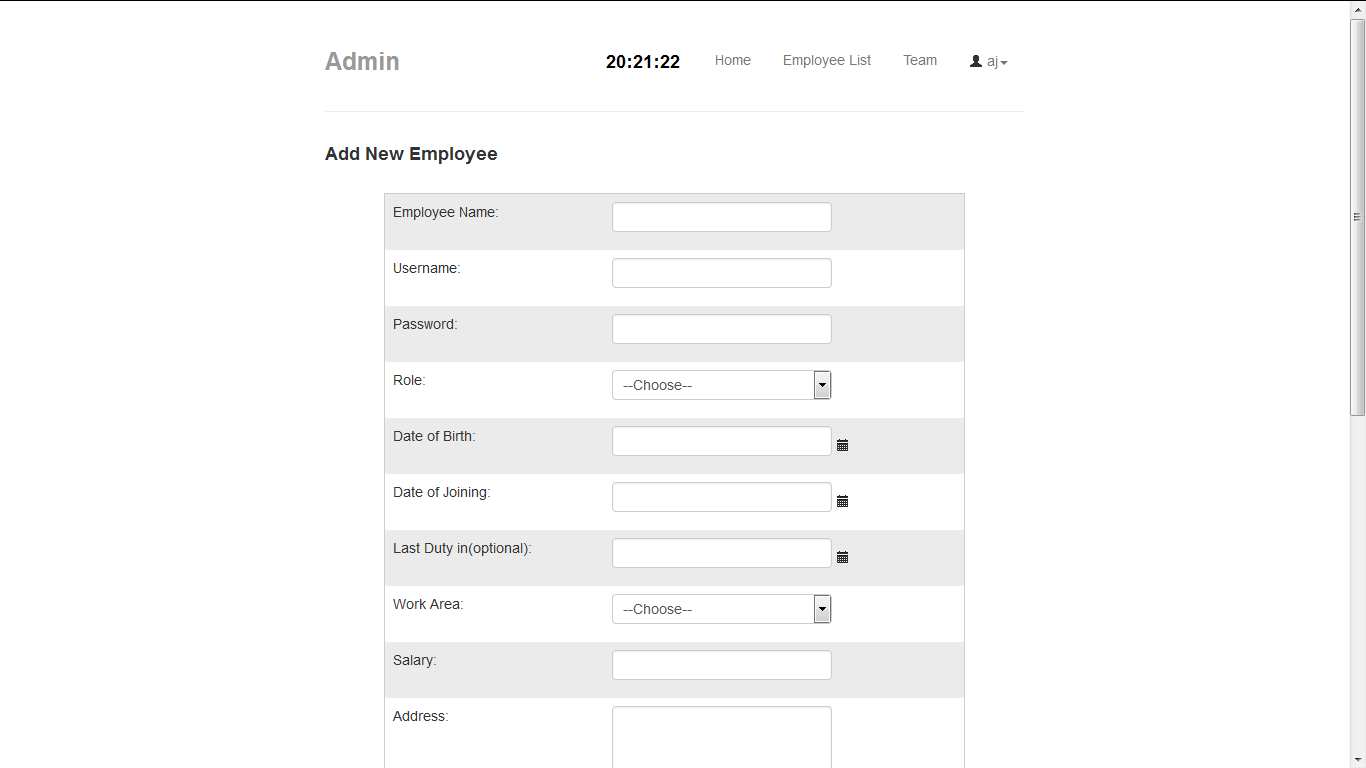 Admin 20:21:22 Home Employee List Team aj
Add New Employee
Employee Name:
Username:
Password:
Role: --Choose--
Date of Birth:
Date of Joining:
Last Duty in(optional):
Work Area: --Choose--
Salary:
Address: